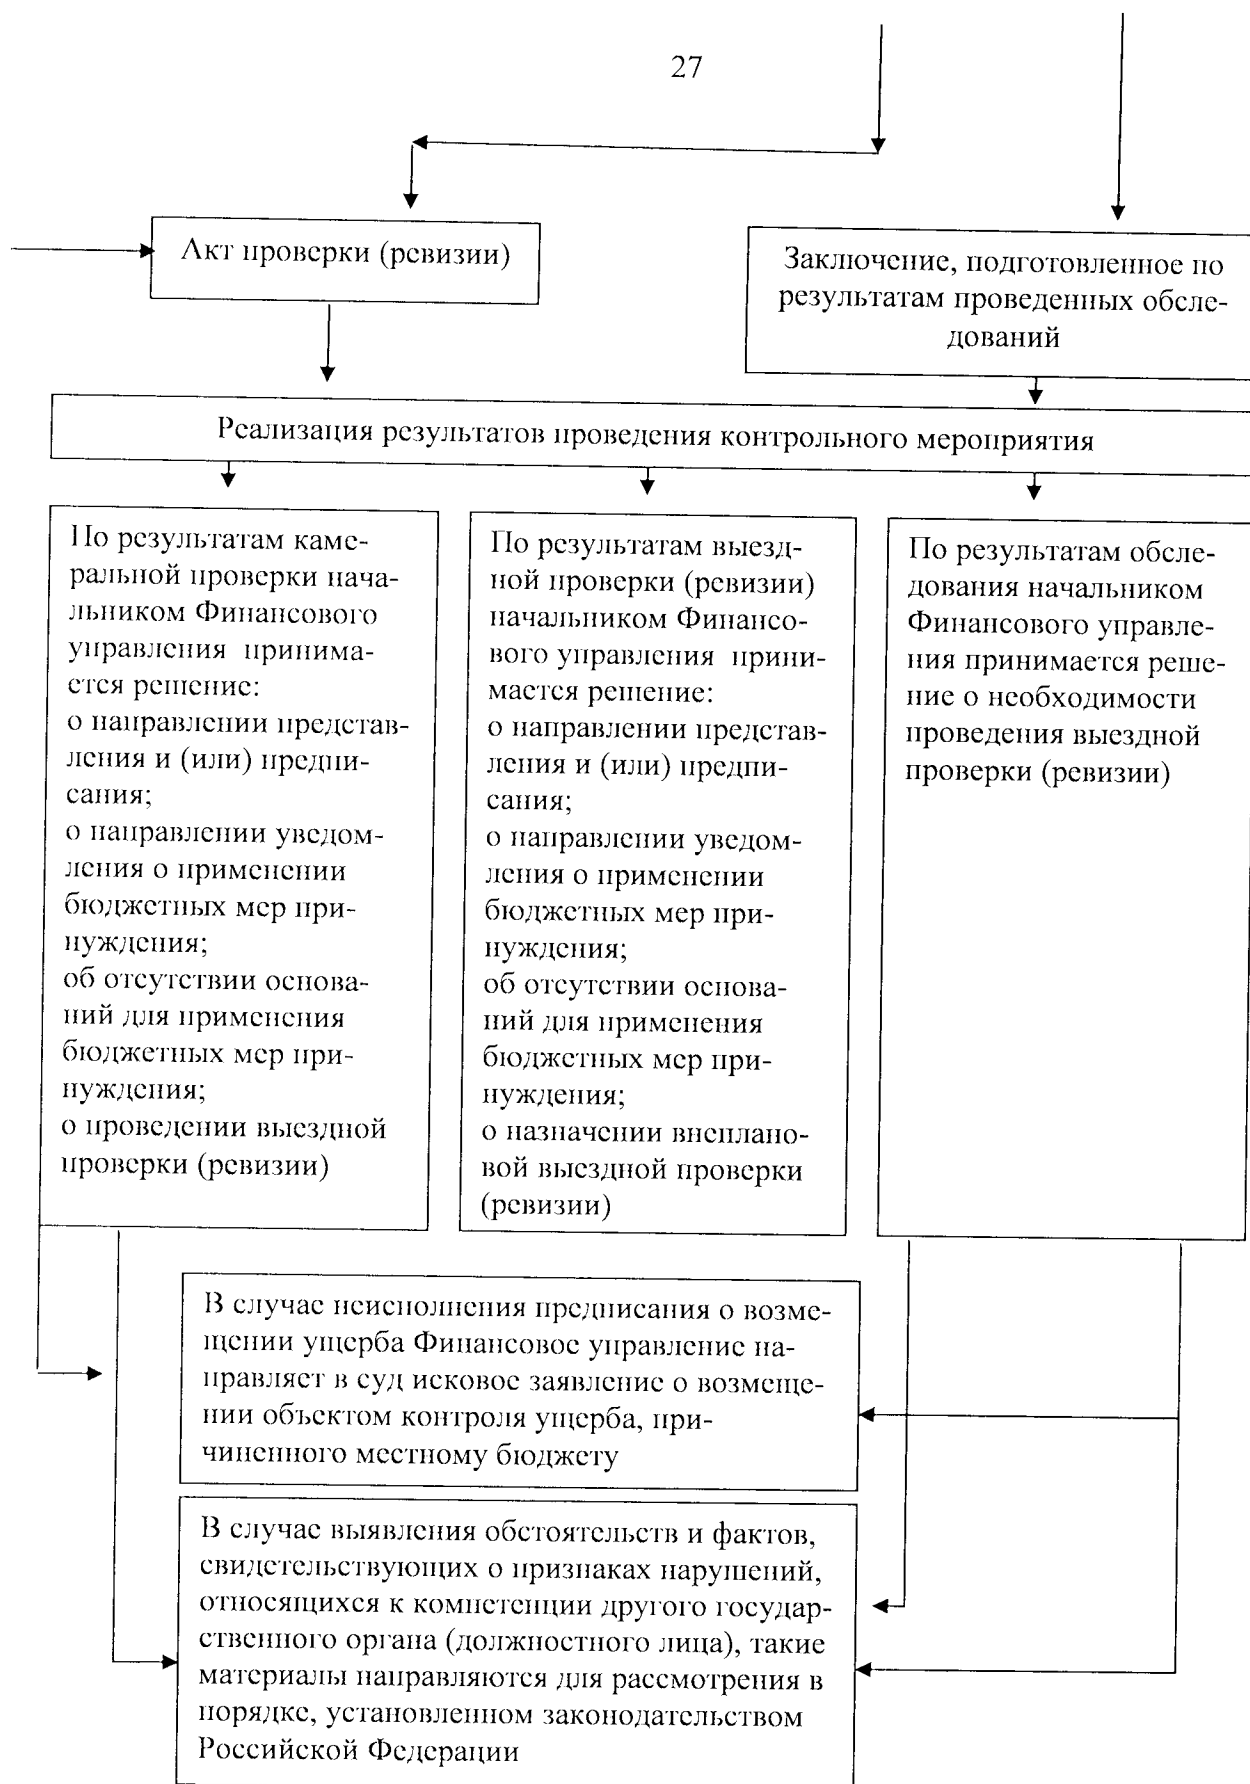 27
Акт проверки (ревизии)
Заключение, подготовленное по
результатам проведенных обсле-
дований
Реализация результатов проведения контрольного мероприятия
По результатам каме-
ральной проверки нача-
льником Финансового
управления принима-
ется решение:
о направлении представ-
ления и (или) предпи-
сания;
о направлении уведом-
ления о применении
бюджетных мер при-
нуждения;
об отсутствии основа-
ний для применения
бюджетных мер при-
нуждения;
о проведении выездной
проверки (ревизии)
По результатам выезд-
ной проверки (ревизии)
начальником Финансо-
вого управления прини-
мается решение:
о направлении представ-
ления и (или) предпи-
сания;
о направлении уведом-
ления о применении
бюджетных мер при-
нуждения;
об отсутствии основа-
ний для применения
бюджетных мер при-
нуждения;
о назначении внеплано-
вой выездной проверки
(ревизии)
По результатам обсле-
дования начальником
Финансового управле-
ния принимается реше-
ние о необходимости
проведения выездной
проверки (ревизии)
В случае неисполнения предписания о возме-
щении ущерба Финансовое управление на-
правляет в суд исковое заявление о возмеще-
нии объектом контроля ущерба, при-
чиненного местному бюджету
В случае выявления обстоятельств и фактов,
свидетельствующих о признаках нарушений,
относящихся к компетенции другого государ-
ственного органа (должностного лица), такие
материалы направляются для рассмотрения в
порядке, установленном законодательством
Российской Федерации